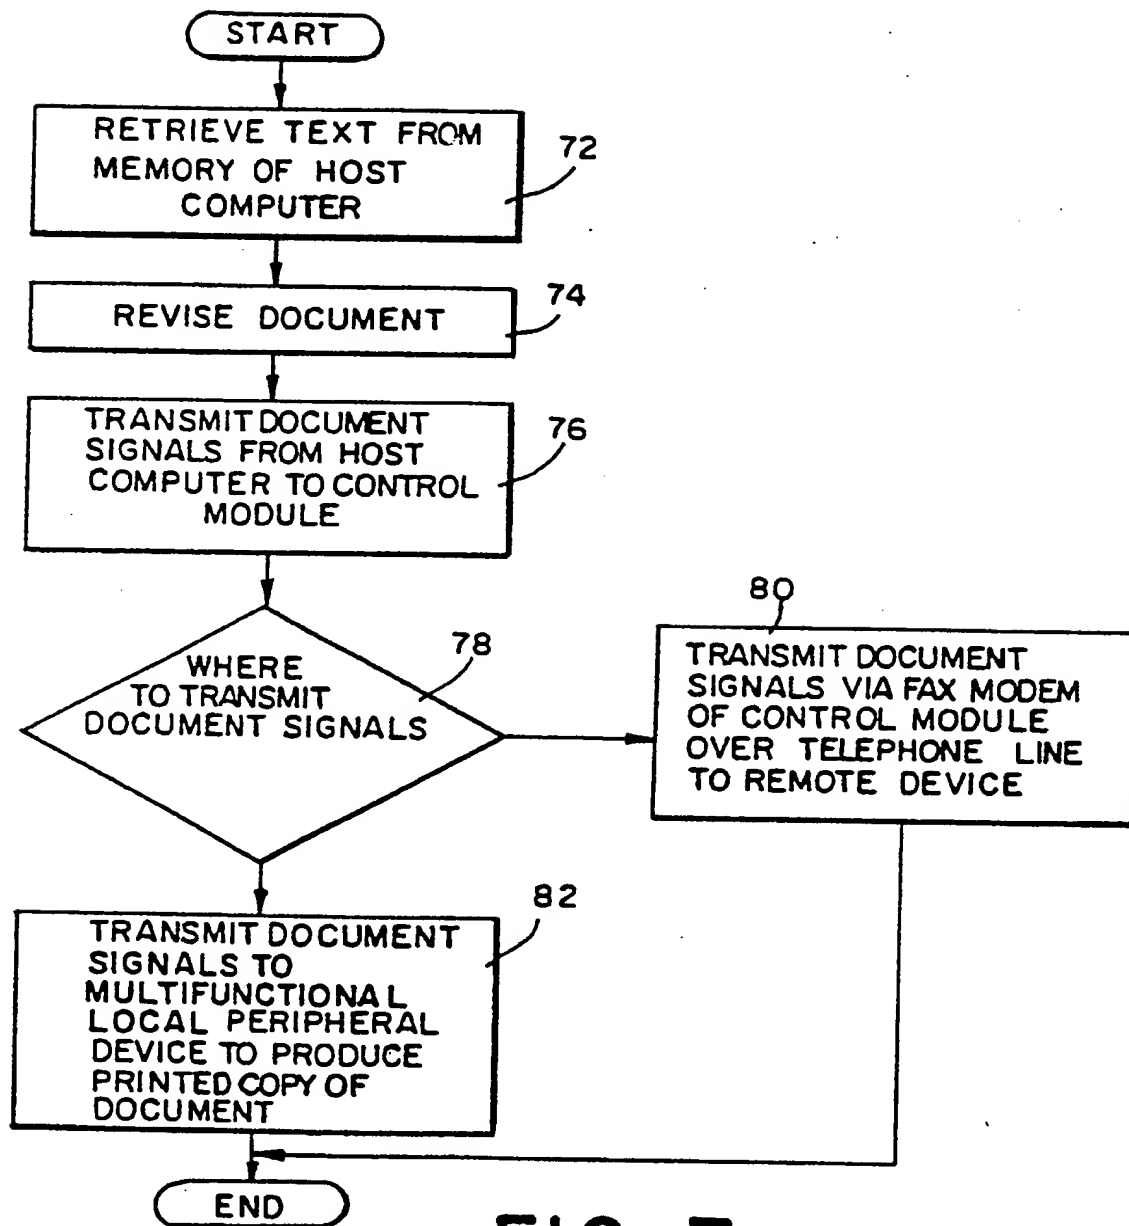 START
RETRIEVE TEXT FROM
MEMORY OF HOST
COMPUTER
72
REVISE DOCUMENT
74
TRANSMIT DOCUMENT
SIGNALS FROM HOST
COMPUTER TO CONTROL
MODULE
76
WHERE
TO TRANSMIT
DOCUMENT SIGNALS
78
80
TRANSMIT DOCUMENT
SIGNALS VIA FAX MODEM
OF CONTROL MODULE
OVER TELEPHONE LINE
TO REMOTE DEVICE
82
TRANSMIT DOCUMENT
SIGNALS TO
MULTIFUNCTIONAL
LOCAL PERIPHERAL
DEVICE TO PRODUCE
PRINTED COPY OF
DOCUMENT
END